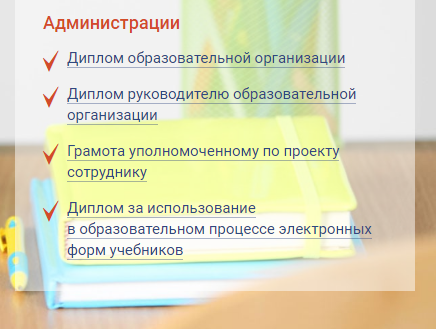 Администрации
Диплом образовательной организации
Диплом руководителю образовательной
организации
Грамота уполномоченному по проекту
сотруднику
Диплом за использование
в образовательном процессе электронных
форм учебников